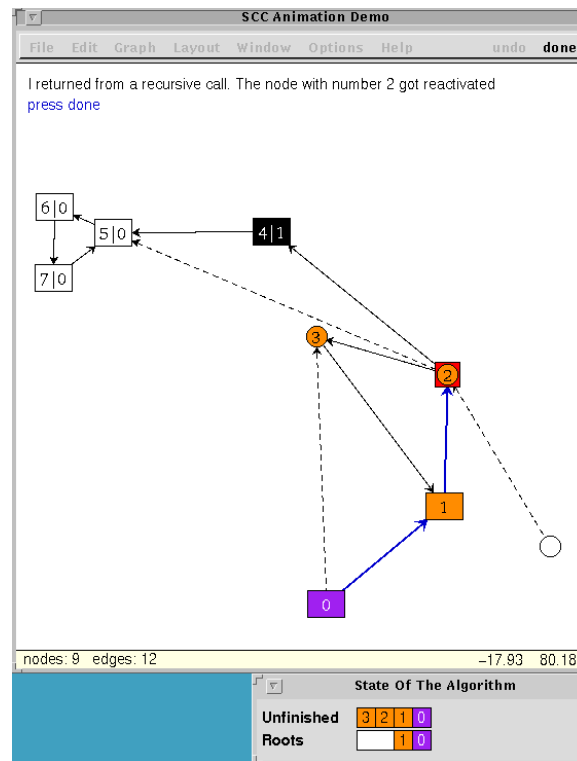 SCC Animation Demo
File Edit Graph Layout Window Options Help undo done
I returned from a recursive call. The node with number 2 got reactivated
press done
6|0
5|0
4|1
7|0
3
2
1
0
nodes: 9 edges: 12 -17.93 80.18
State Of The Algorithm
Unfinished 3 2 1 0
Roots 1 0